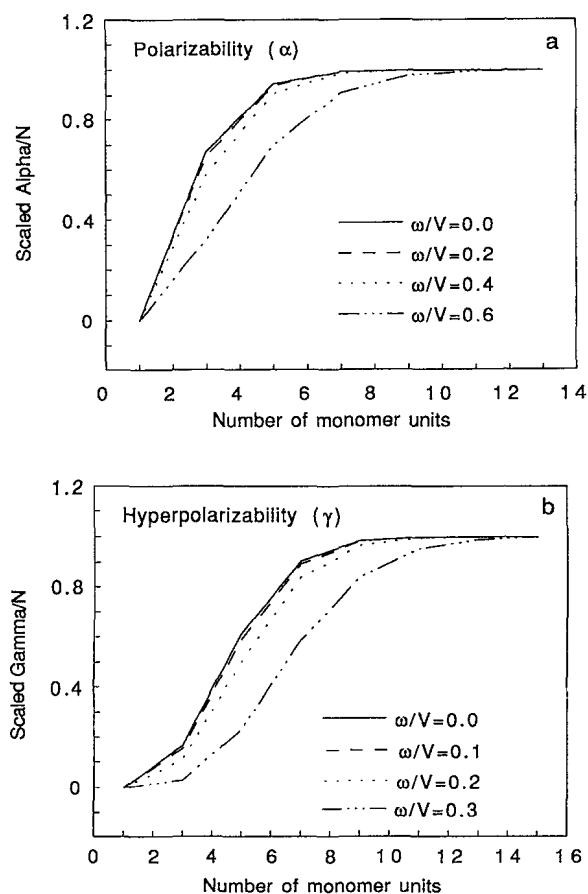 a
Polarizability (α)
Scaled Alpha/N
1.2
0.8
0.4
0
ω/V=0.0
ω/V=0.2
ω/V=0.4
ω/V=0.6
0 2 4 6 8 10 12 14
Number of monomer units
b
Hyperpolarizability (γ)
Scaled Gamma/N
1.2
0.8
0.4
0
ω/V=0.0
ω/V=0.1
ω/V=0.2
ω/V=0.3
0 2 4 6 8 10 12 14 16
Number of monomer units